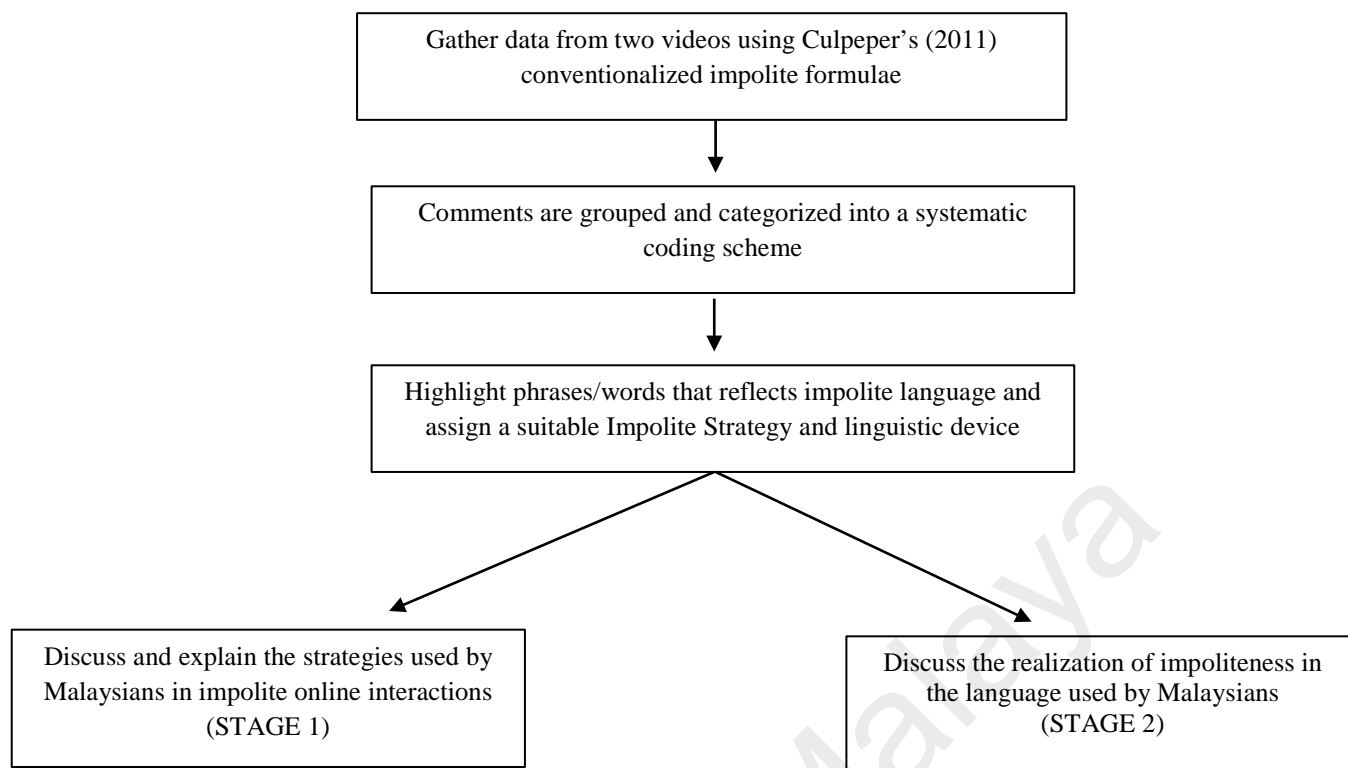 Gather data from two videos using Culpeper’s (2011)
conventionalized impolite formulae
Comments are grouped and categorized into a systematic
coding scheme
Highlight phrases/words that reflects impolite language and
assign a suitable Impolite Strategy and linguistic device
Discuss and explain the strategies used by
Malaysians in impolite online interactions
(STAGE 1)
Discuss the realization of impoliteness in
the language used by Malaysians
(STAGE 2)
Malaya